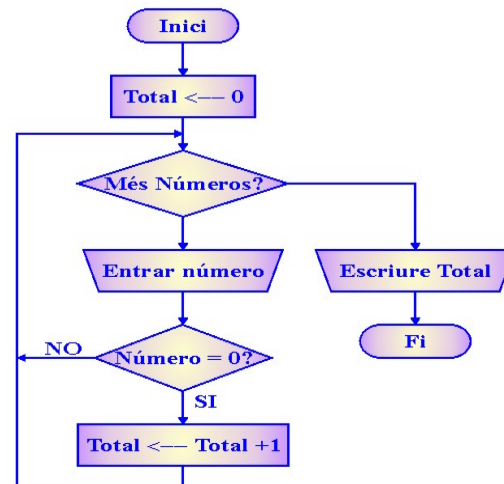 Inici
Total <-- 0
Més Números?
Entrar número
Escriure Total
Número = 0?
Fi
NO
SI
Total <-- Total +1